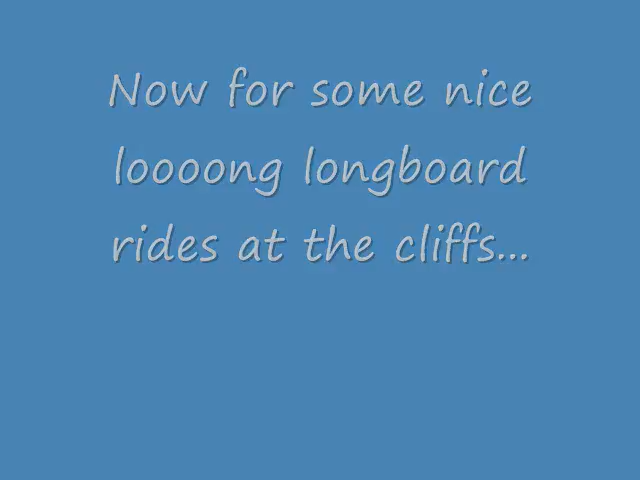 Now for some nice
loooong longboard
rides at the cliffs...